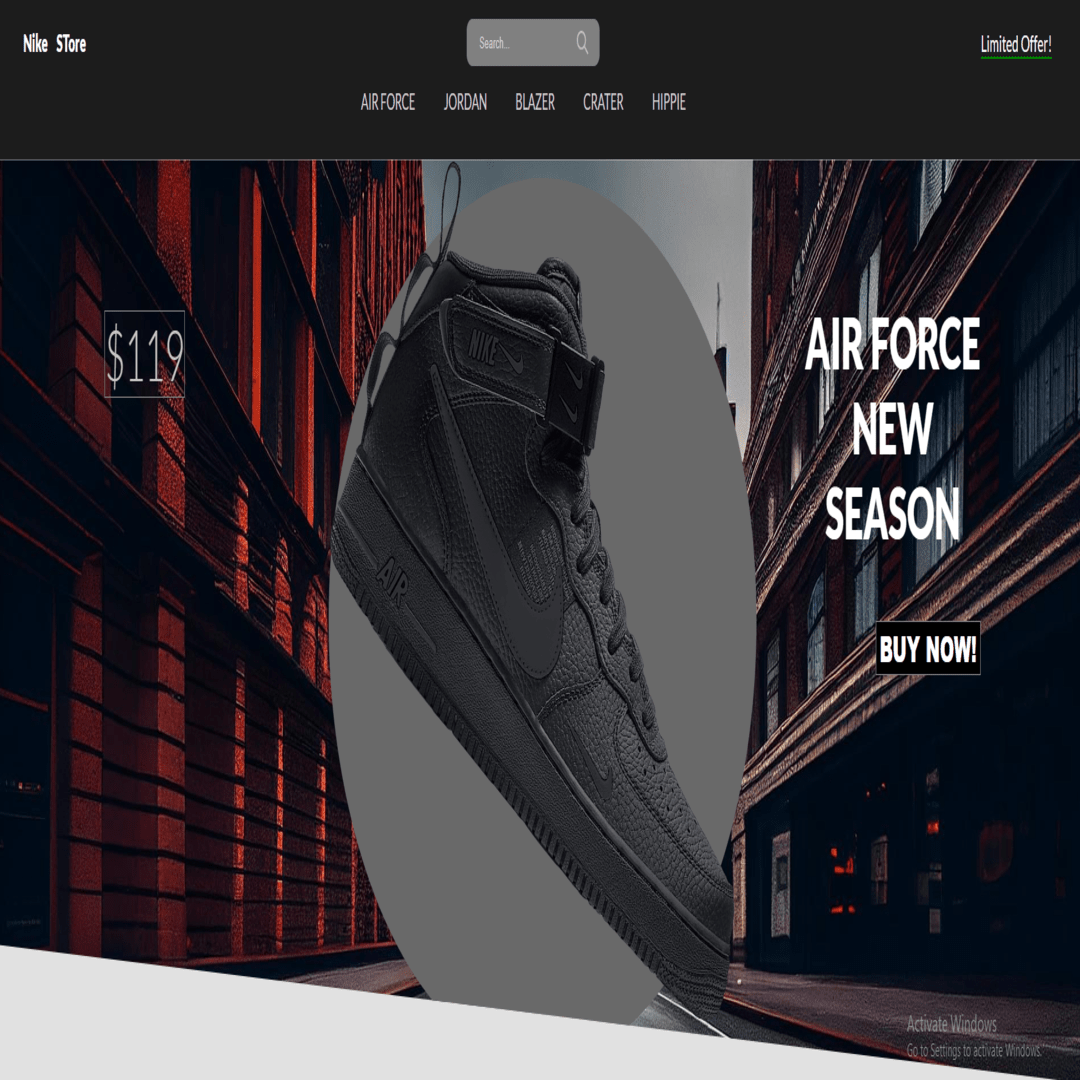 Nike STore
Search...
Limited Offer!
AIR FORCE
JORDAN
BLAZER
CRATER
HIPPIE
$119
NIKE
AIR
AIR FORCE
NEW
SEASON
BUY NOW!
Activate Windows
Go to Settings to activate Windows.